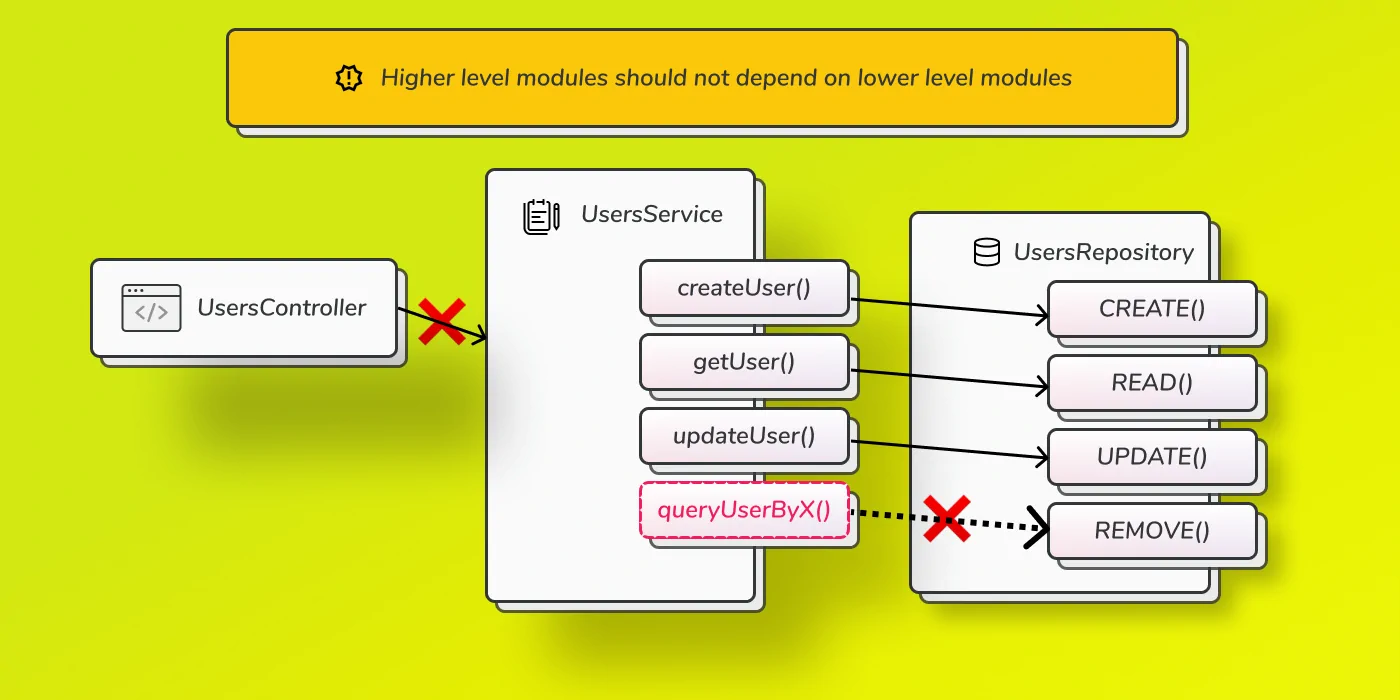 Higher level modules should not depend on lower level modules
UsersController
</>
UsersService
createUser()
getUser()
updateUser()
queryUserByX()
UsersRepository
CREATE()
READ()
UPDATE()
REMOVE()